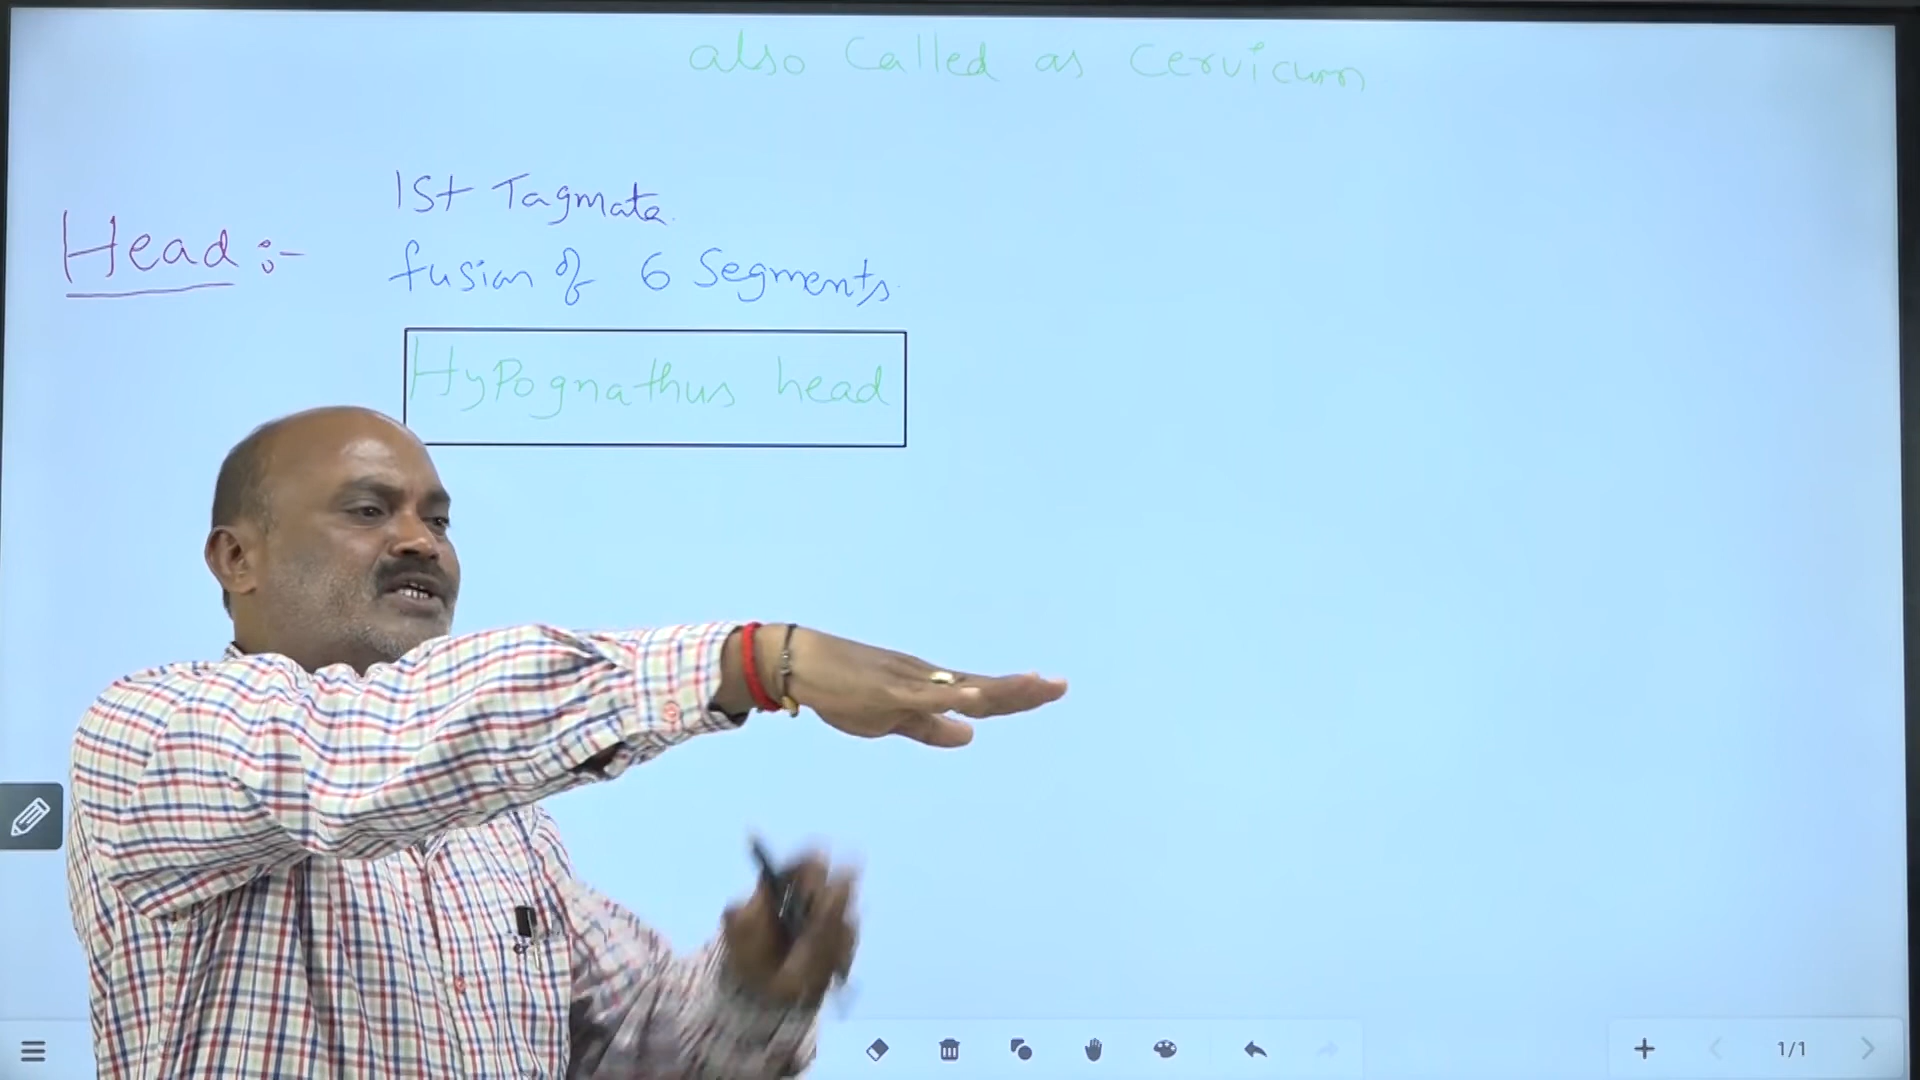 also Called as Cervicum
1st Tagmata.
Head :-
fusion of 6 Segments.
Hypognathus head
1/1